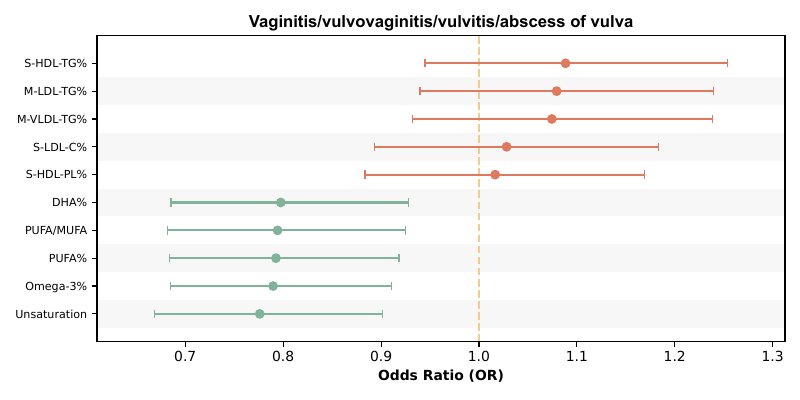 Vaginitis/vulvovaginitis/vulvitis/abscess of vulva
S-HDL-TG%
M-LDL-TG%
M-VLDL-TG%
S-LDL-C%
S-HDL-PL%
DHA%
PUFA/MUFA
PUFA%
Omega-3%
Unsaturation
0.7 0.8 0.9 1.0 1.1 1.2 1.3
Odds Ratio (OR)